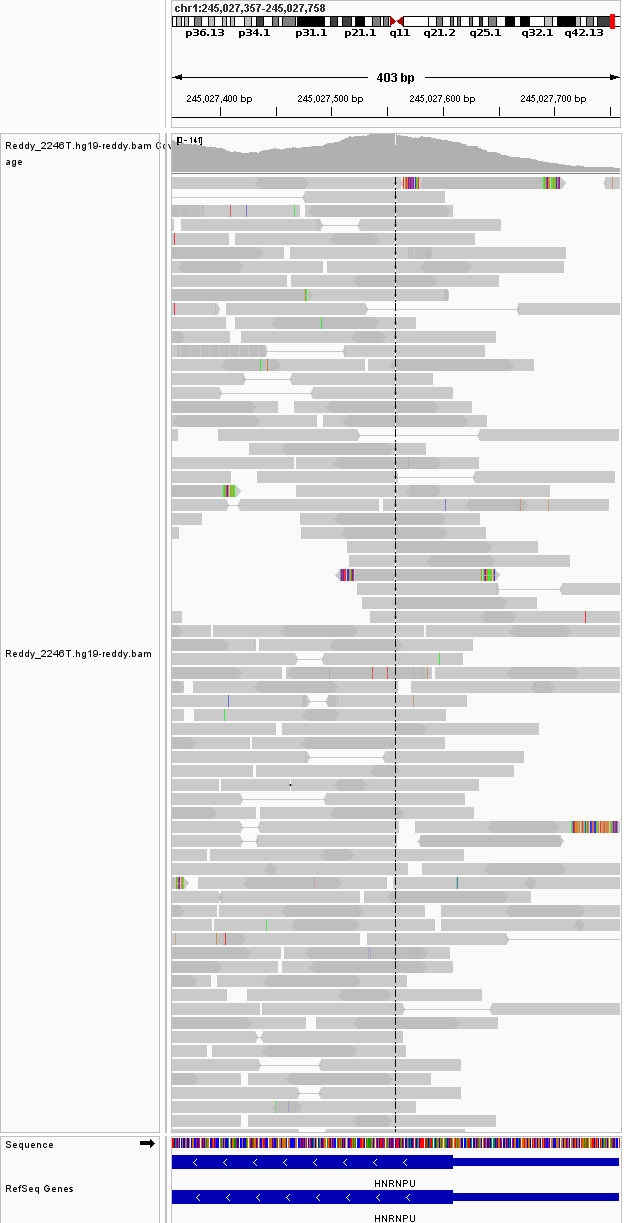 chr1:245,027,357-245,027,758
p36.13 p34.1 p31.1 p21.1 q11 q21.2 q25.1 q32.1 q42.13
403 bp
245,027,400 bp 245,027,500 bp 245,027,600 bp 245,027,700 bp
Reddy_2246T.hg19-reddy.bam Cov
age
[0 - 141]
Reddy_2246T.hg19-reddy.bam
Sequence
RefSeq Genes
HNRNPU
HNRNPU